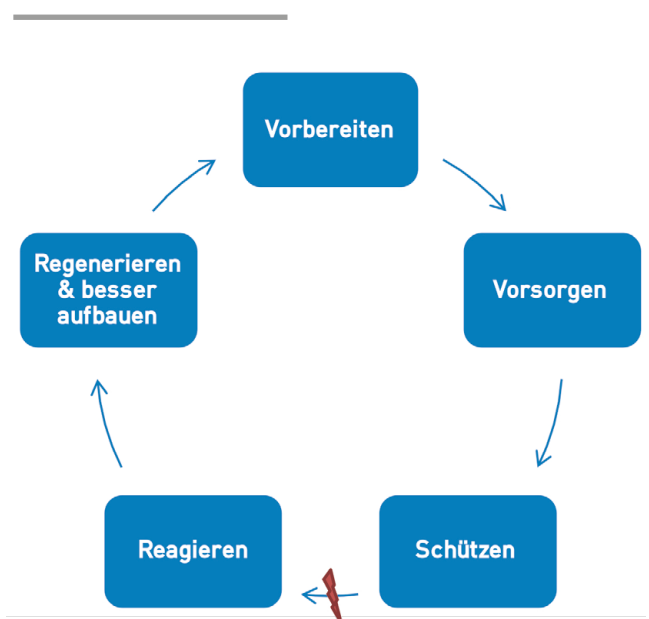 Vorbereiten
Vorsorgen
Schützen
Reagieren
Regenerieren
& besser
aufbauen